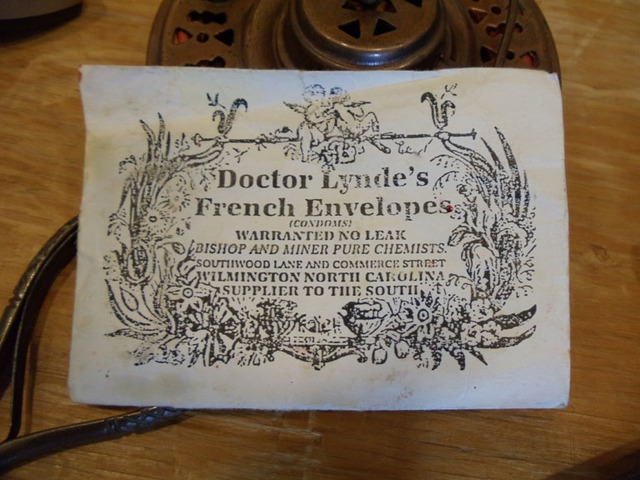 Doctor Lynde's
French Envelopes.
(CONDOMS)
WARRANTED NO LEAK
BISHOP AND MINER PURE CHEMISTS.
SOUTHWOOD LANE AND COMMERCE STREET
WILMINGTON NORTH CAROLINA
SUPPLIER TO THE SOUTH